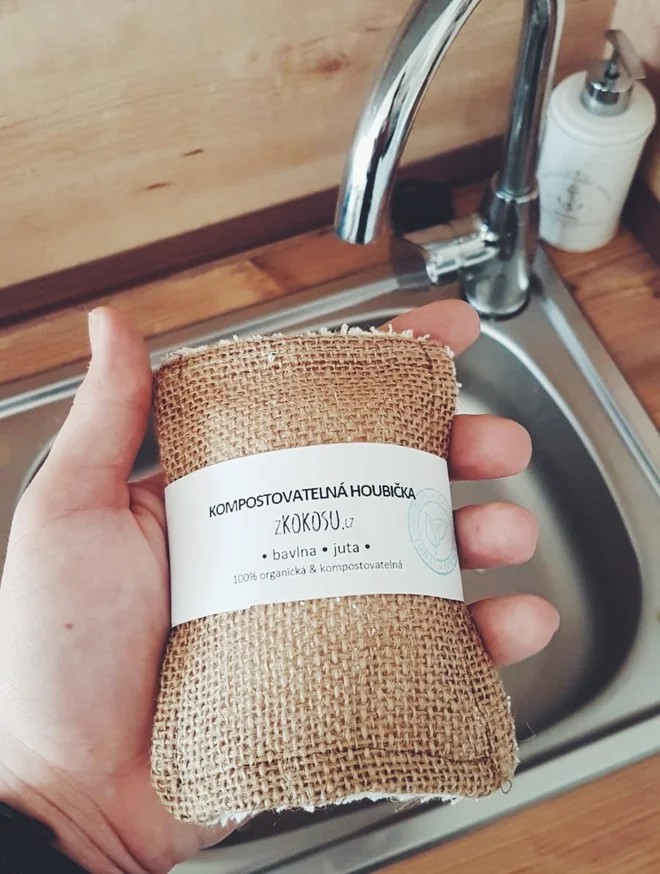 KOMPOSTOVATELNÁ HOUBIČKA
zKOKOSU.cz
• bavlna • juta •
100% organická & kompostovatelná